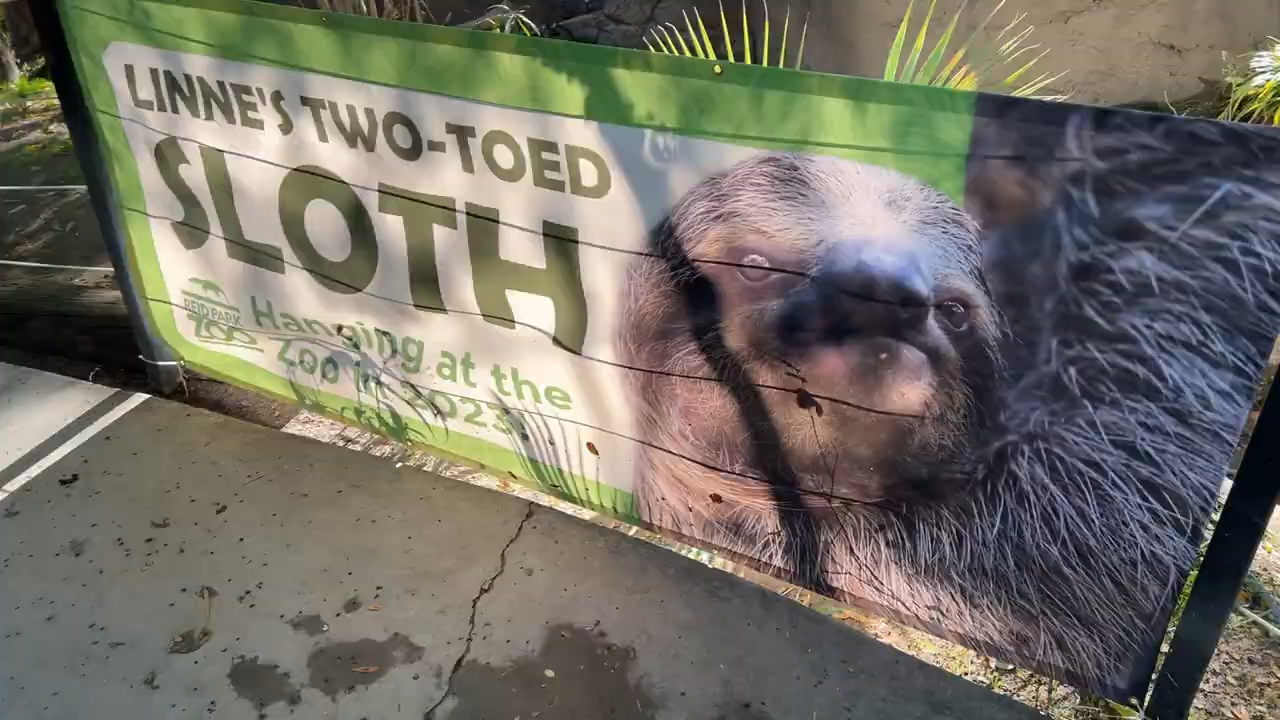 LINNE'S TWO-TOED
SLOTH
REID PARK
ZOO
Hanging at the
Zoo in 2023!